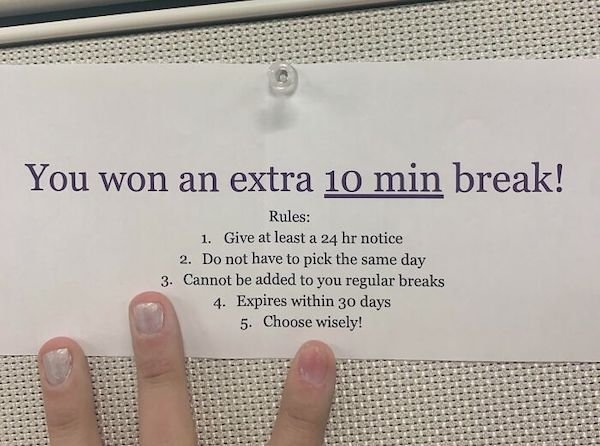 You won an extra 10 min break!
Rules:
1. Give at least a 24 hr notice
2. Do not have to pick the same day
3. Cannot be added to you regular breaks
4. Expires within 30 days
5. Choose wisely!